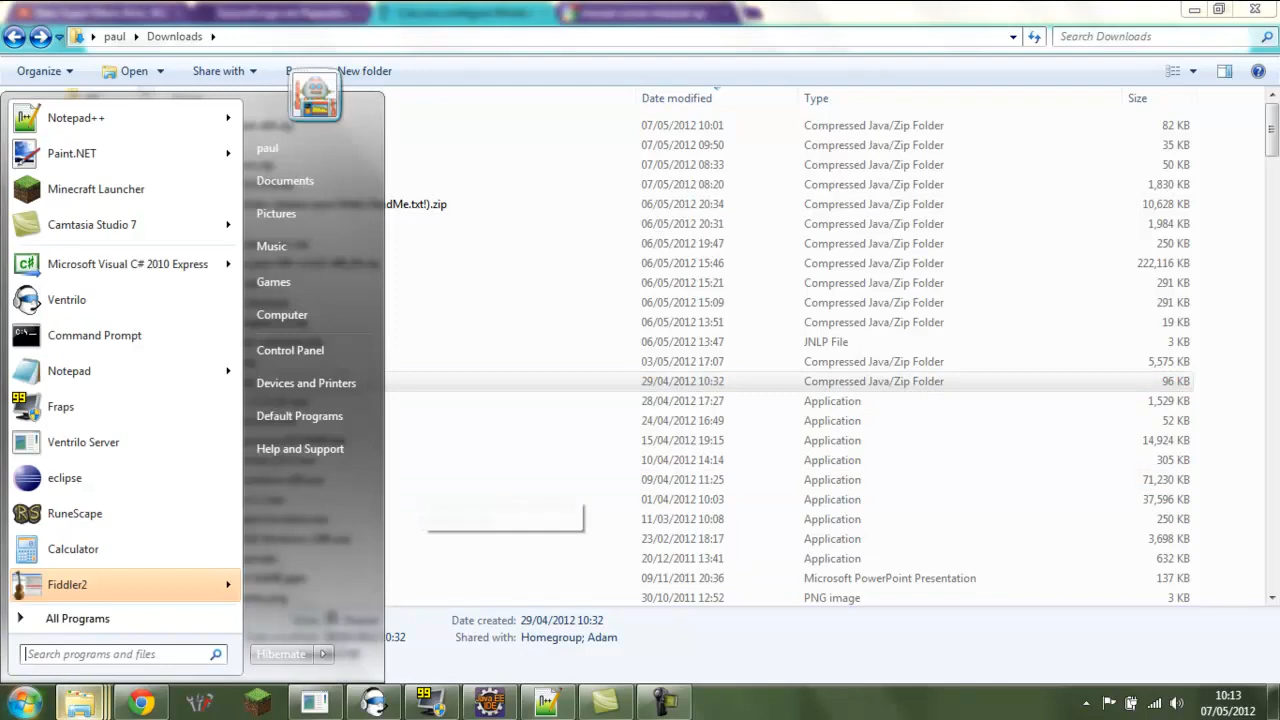 paul
Downloads
Search Downloads
Organize
Open
Share with
New folder
Date modified
Type
Size
07/05/2012 10:01 Compressed Java/Zip Folder 82 KB
07/05/2012 09:50 Compressed Java/Zip Folder 35 KB
07/05/2012 08:33 Compressed Java/Zip Folder 50 KB
07/05/2012 08:20 Compressed Java/Zip Folder 1,830 KB
dMe.txt!).zip 06/05/2012 20:34 Compressed Java/Zip Folder 10,628 KB
06/05/2012 20:31 Compressed Java/Zip Folder 1,984 KB
06/05/2012 19:47 Compressed Java/Zip Folder 250 KB
06/05/2012 15:46 Compressed Java/Zip Folder 222,116 KB
06/05/2012 15:21 Compressed Java/Zip Folder 291 KB
06/05/2012 15:09 Compressed Java/Zip Folder 291 KB
06/05/2012 13:51 Compressed Java/Zip Folder 19 KB
06/05/2012 13:47 JNLP File 3 KB
03/05/2012 17:07 Compressed Java/Zip Folder 5,575 KB
29/04/2012 10:32 Compressed Java/Zip Folder 96 KB
28/04/2012 17:27 Application 1,529 KB
24/04/2012 16:49 Application 52 KB
15/04/2012 19:15 Application 14,924 KB
10/04/2012 14:14 Application 305 KB
09/04/2012 11:25 Application 71,230 KB
01/04/2012 10:03 Application 37,596 KB
11/03/2012 10:08 Application 250 KB
23/02/2012 18:17 Application 3,698 KB
20/12/2011 13:41 Application 632 KB
09/11/2011 20:36 Microsoft PowerPoint Presentation 137 KB
30/10/2011 12:52 PNG image 3 KB
Date created: 29/04/2012 10:32
0:32 Shared with: Homegroup; Adam
Notepad++
Paint.NET
Minecraft Launcher
Camtasia Studio 7
Microsoft Visual C# 2010 Express
Ventrilo
Command Prompt
Notepad
Fraps
Ventrilo Server
eclipse
RuneScape
Calculator
Fiddler2
All Programs
Search programs and files
paul
Documents
Pictures
Music
Games
Computer
Control Panel
Devices and Printers
Default Programs
Help and Support
Hibernate
99
Java EE
IDE
10:13
07/05/2012